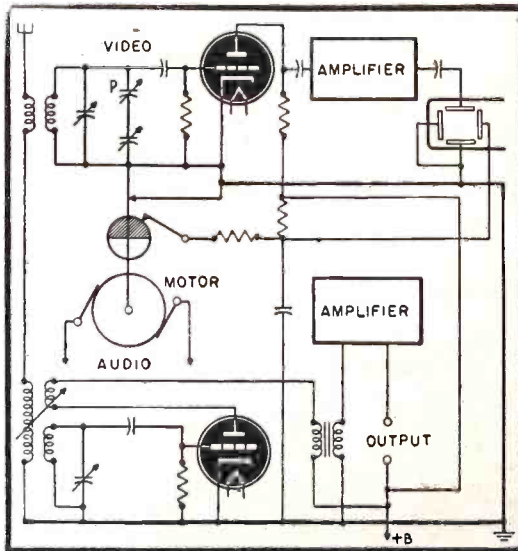 VIDEO
P
AMPLIFIER
MOTOR
AMPLIFIER
AUDIO
OUTPUT
+B